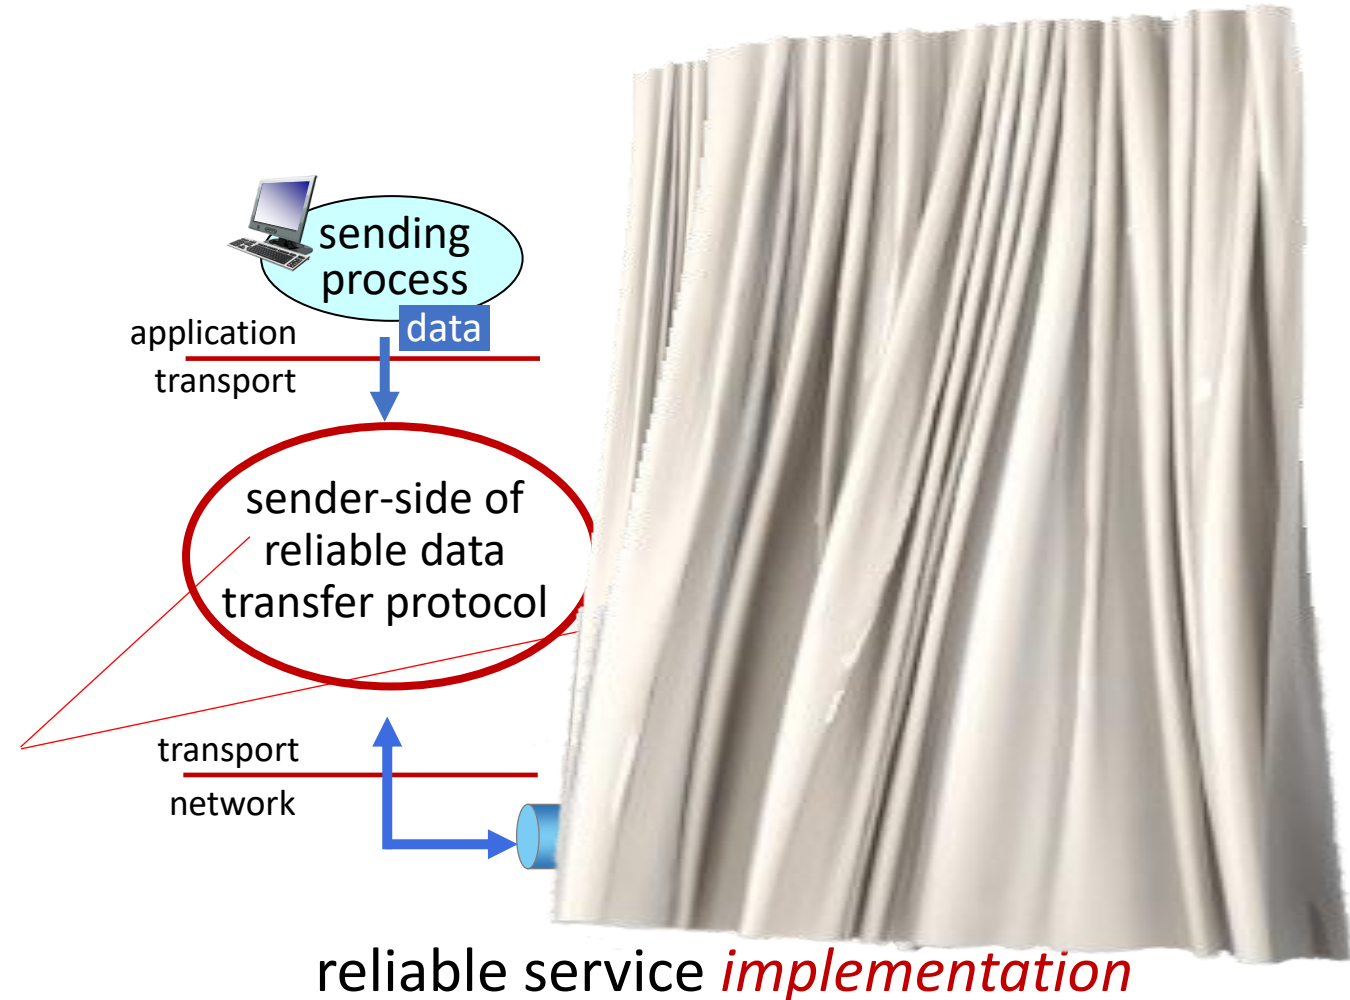 sending
process
data
application
transport
sender-side of
reliable data
transfer protocol
transport
network
reliable service implementation